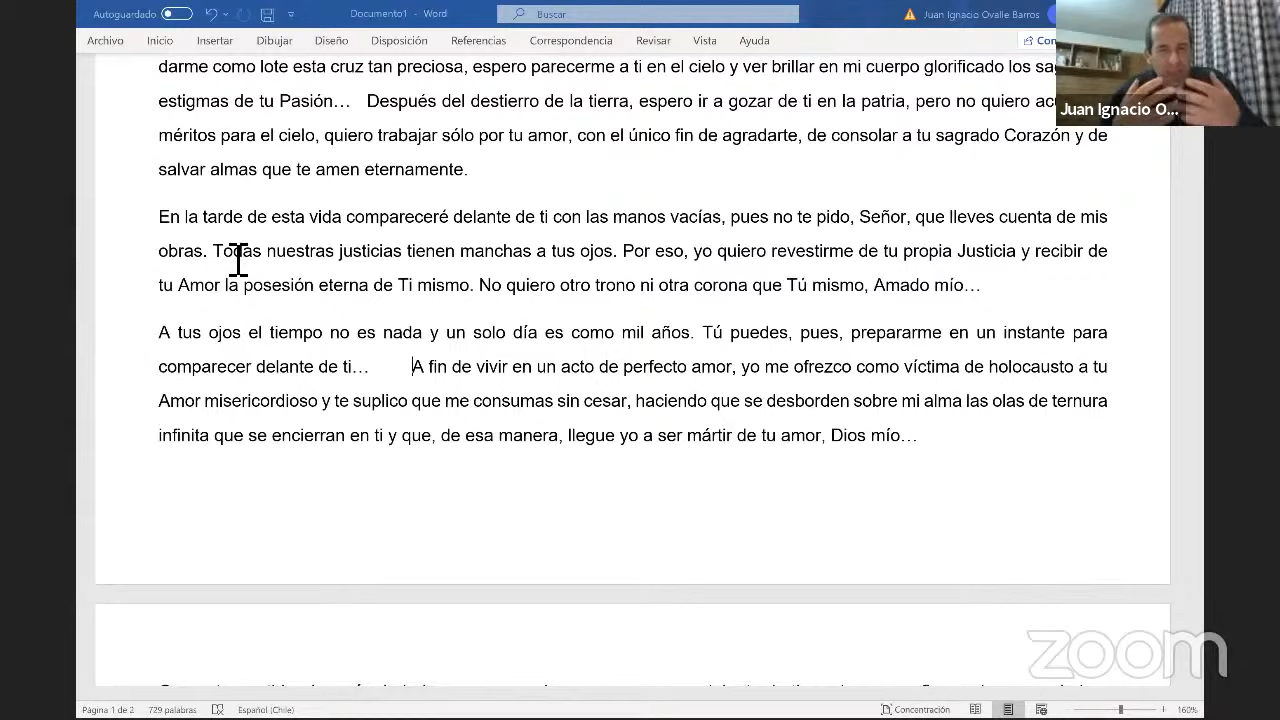 Autoguardado
Documento1 - Word
Buscar
Juan Ignacio Ovalle Barros
Archivo Inicio Insertar Dibujar Diseño Disposición Referencias Correspondencia Revisar Vista Ayuda
Juan Ignacio O...
darme como lote esta cruz tan preciosa, espero parecerme a ti en el cielo y ver brillar en mi cuerpo glorificado los
estigmas de tu Pasión… Después del destierro de la tierra, espero ir a gozar de ti en la patria, pero no quiero
méritos para el cielo, quiero trabajar sólo por tu amor, con el único fin de agradarte, de consolar a tu sagrado Corazón y de
salvar almas que te amen eternamente.
En la tarde de esta vida compareceré delante de ti con las manos vacías, pues no te pido, Señor, que lleves cuenta de mis
obras. Todas nuestras justicias tienen manchas a tus ojos. Por eso, yo quiero revestirme de tu propia Justicia y recibir de
tu Amor la posesión eterna de Ti mismo. No quiero otro trono ni otra corona que Tú mismo, Amado mío…
A tus ojos el tiempo no es nada y un solo día es como mil años. Tú puedes, pues, prepararme en un instante para
comparecer delante de ti… A fin de vivir en un acto de perfecto amor, yo me ofrezco como víctima de holocausto a tu
Amor misericordioso y te suplico que me consumas sin cesar, haciendo que se desborden sobre mi alma las olas de ternura
infinita que se encierran en ti y que, de esa manera, llegue yo a ser mártir de tu amor, Dios mío…
zoom
Página 1 de 2 729 palabras Español (Chile) Concentración 160%